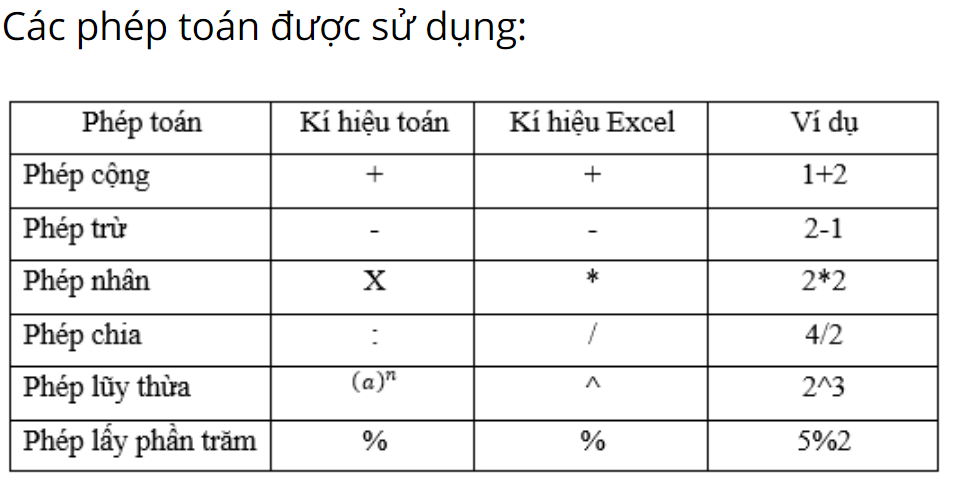 Các phép toán được sử dụng:
Phép toán Kí hiệu toán Kí hiệu Excel Ví dụ
Phép cộng + + 1+2
Phép trừ - - 2-1
Phép nhân X * 2*2
Phép chia : / 4/2
Phép lũy thừa (a)ⁿ ^ 2^3
Phép lấy phần trăm % % 5%2